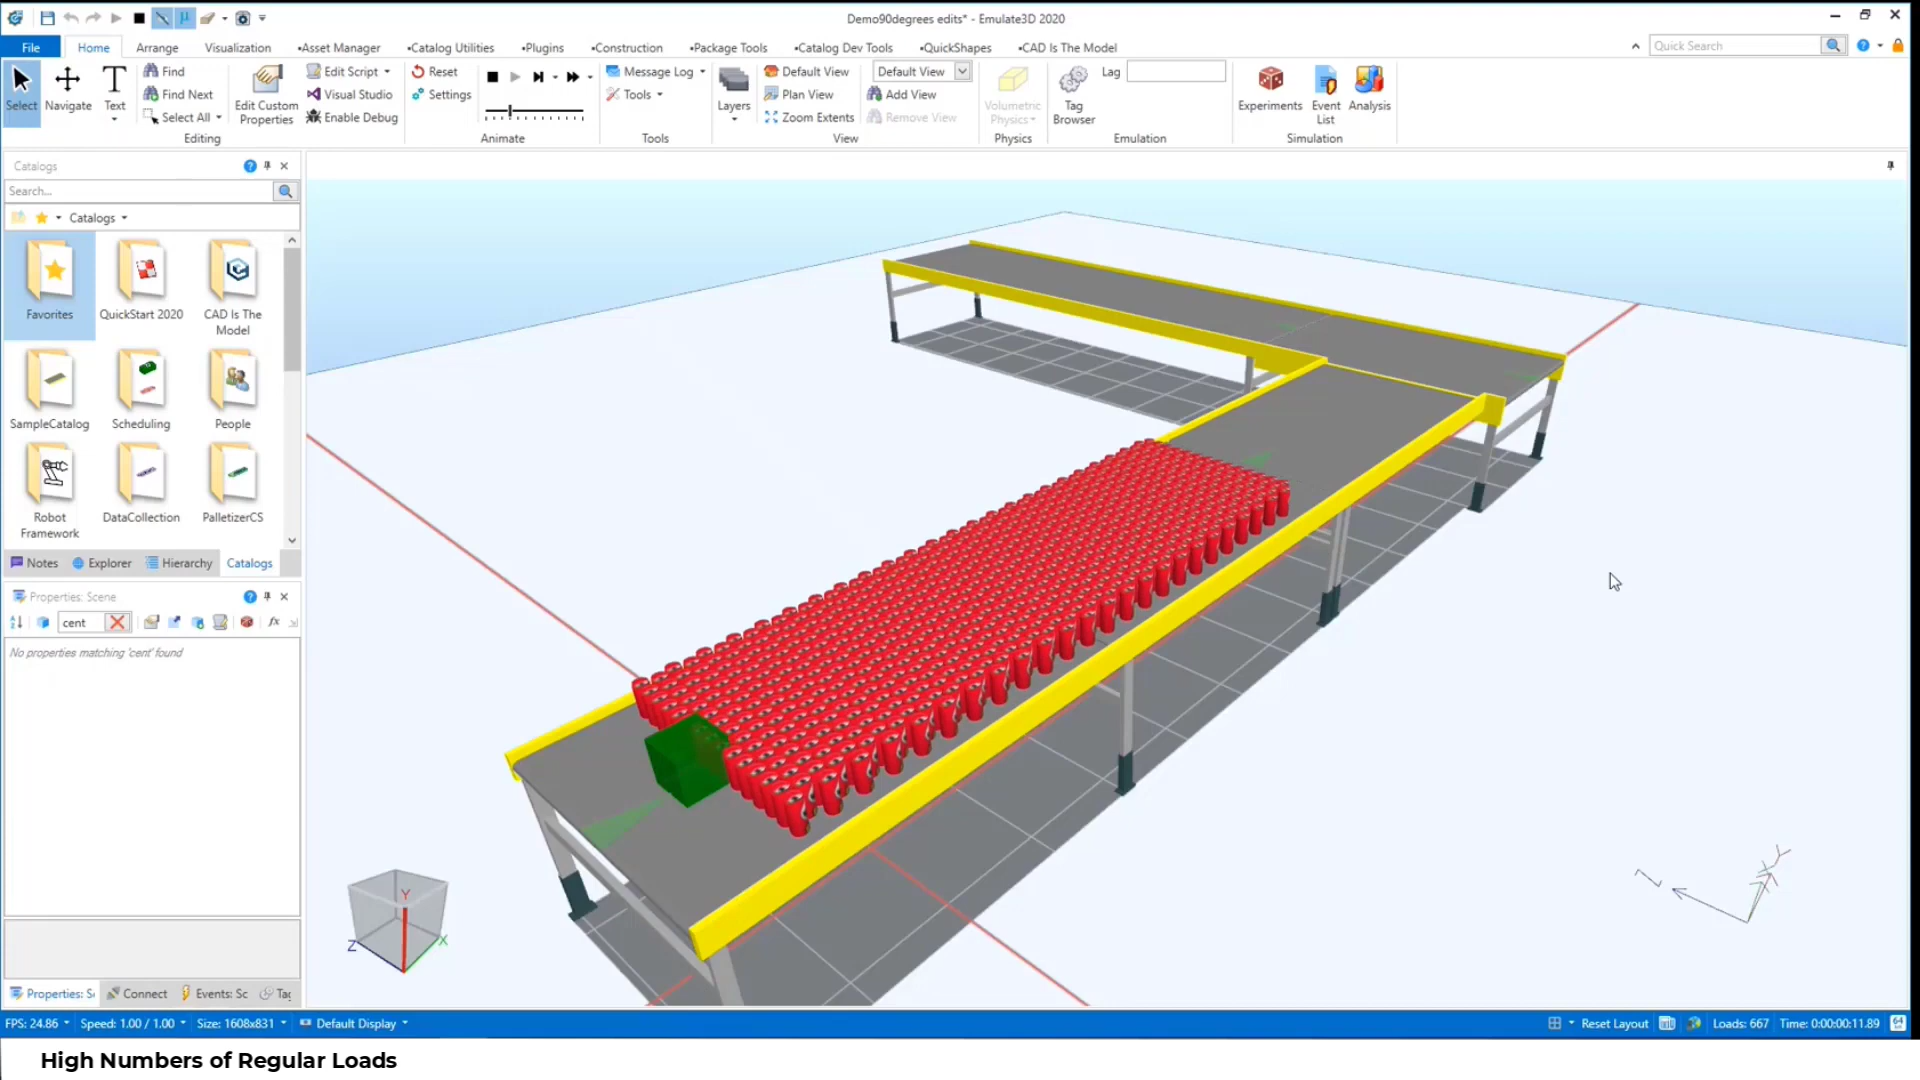 Demo90degrees edits* - Emulate3D 2020
File
Home
Arrange
Visualization
•Asset Manager
•Catalog Utilities
•Plugins
•Construction
•Package Tools
•Catalog Dev Tools
•QuickShapes
•CAD Is The Model
Quick Search
Select
Navigate
Text
Find
Find Next
Select All
Edit Custom
Properties
Edit Script
Visual Studio
Enable Debug
Editing
Reset
Settings
Animate
Message Log
Tools
Tools
Layers
Default View
Plan View
Zoom Extents
Default View
Add View
Remove View
View
Volumetric
Physics
Physics
Tag
Browser
Lag
Emulation
Experiments
Event
List
Analysis
Simulation
Catalogs
Search...
Catalogs
Favorites
QuickStart 2020
CAD Is The
Model
SampleCatalog
Scheduling
People
Robot
Framework
DataCollection
PalletizerCS
Notes
Explorer
Hierarchy
Catalogs
Properties: Scene
cent
fx
No properties matching 'cent' found
Y
Z
X
Z
Y
Properties: Sc
Connect
Events: Sc
Tag
FPS: 24.86
Speed: 1.00 / 1.00
Size: 1608x831
Default Display
Reset Layout
Loads: 667
Time: 0:00:00:11.89
64
High Numbers of Regular Loads